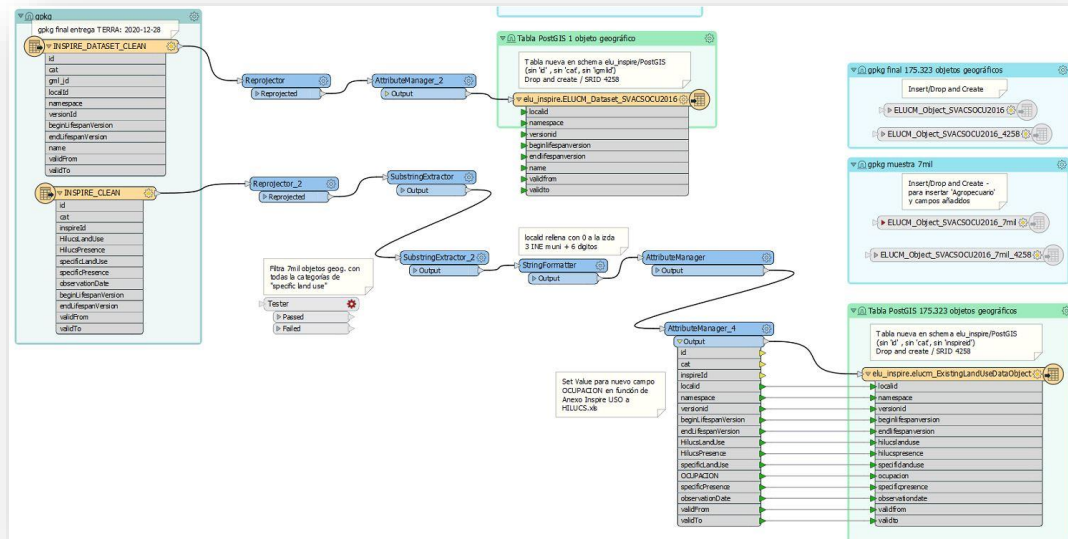 gpkg
gpkg final entrega TERRA: 2020-12-28
INSPIRE_DATASET_CLEAN
id
cat
gml_id
localId
namespace
versionId
beginLifespanVersion
endLifespanVersion
name
validFrom
validTo
INSPIRE_CLEAN
id
cat
inspireId
HilucsLandUse
HilucsPresence
specificLandUse
specificPresence
observationDate
beginLifespanVersion
endLifespanVersion
validFrom
validTo
Reprojector
Reprojected
AttributeManager_2
Output
Tabla PostGIS 1 objeto geográfico
Tabla nueva en schema elu_inspire/PostGIS
(sin 'id' , sin 'cat', sin 'igmlid')
Drop and create / SRID 4258
elu_inspire.ELUCM_Dataset_SVACSOCU2016
localid
namespace
versionid
beginlifespanversion
endlifespanversion
name
validfrom
validto
Reprojector_2
Reprojected
SubstringExtractor
Output
SubstringExtractor_2
Output
localid rellena con 0 a la izda
3 INE muni + 6 digitos
StringFormatter
Output
AttributeManager
Output
Filtra 7mil objetos geog. con
todas la categorías de
"specific land use"
Tester
Passed
Failed
Set Value para nuevo campo
OCUPACION en función de
Anexo Inspire USO a
HILUCS.xls
AttributeManager_4
Output
id
cat
inspireId
localid
namespace
versionid
beginLifespanVersion
endLifespanVersion
HilucsLandUse
HilucsPresence
specificLandUse
OCUPACION
specificPresence
observationDate
validFrom
validTo
gpkg final 175.323 objetos geográficos
Insert/Drop and Create
ELUCM_Object_SVACSOCU2016
ELUCM_Object_SVACSOCU2016_4258
gpkg muestra 7mil
Insert/Drop and Create -
para insertar 'Agropecuario'
y campos añadidos
ELUCM_Object_SVACSOCU2016_7mil
ELUCM_Object_SVACSOCU2016_7mil_4258
Tabla PostGIS 175.323 objetos geográficos
Tabla nueva en schema elu_inspire/PostGIS
(sin 'id' , sin 'cat', sin 'inspireid')
Drop and create / SRID 4258
elu_inspire.elucm_ExistingLandUseDataObject
localid
namespace
versionid
beginlifespanversion
endlifespanversion
hilucslanduse
hilucspresence
specificlanduse
ocupacion
specificpresence
observationdate
validfrom
validto